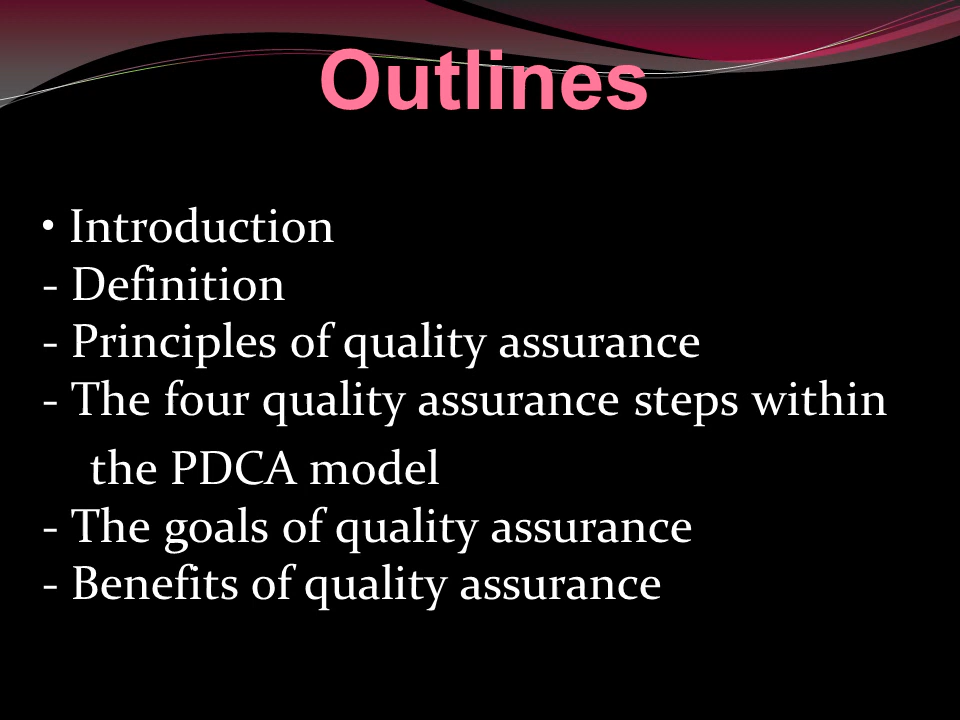 Outlines
• Introduction
- Definition
- Principles of quality assurance
- The four quality assurance steps within
the PDCA model
- The goals of quality assurance
- Benefits of quality assurance